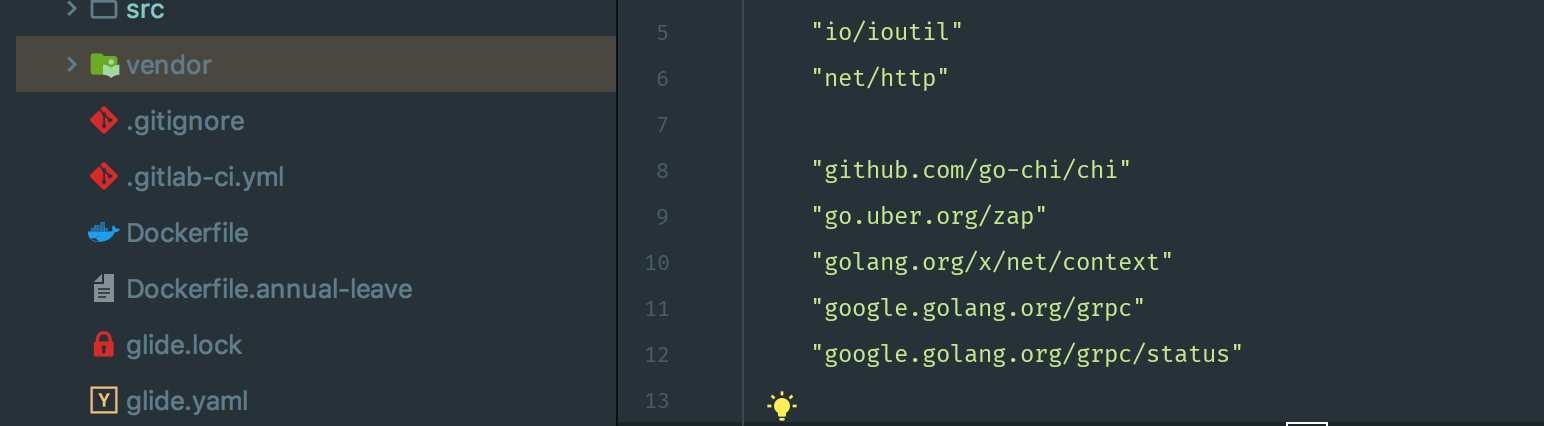 src
vendor
.gitignore
.gitlab-ci.yml
Dockerfile
Dockerfile.annual-leave
glide.lock
Y glide.yaml
5 "io/ioutil"
6 "net/http"
7
8 "github.com/go-chi/chi"
9 "go.uber.org/zap"
10 "golang.org/x/net/context"
11 "google.golang.org/grpc"
12 "google.golang.org/grpc/status"
13